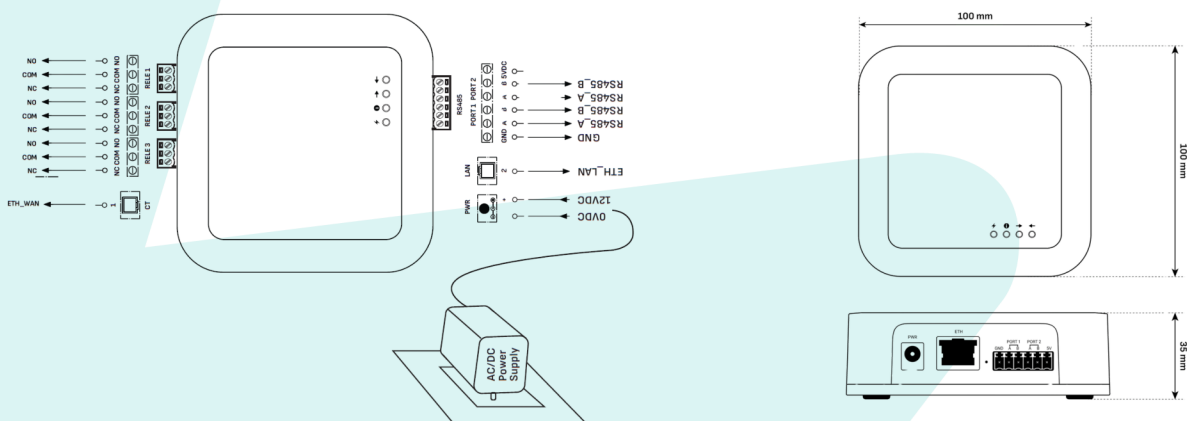 NO
COM
NC
NO
COM
NC
NO
COM
NC
NC COM NO
NC COM NO
NC COM NO
RELE 1
RELE 2
RELE 3
ETH_WAN
1
CT
RS485
PORT 1 PORT 2
GND A B A B 5VDC
RS485_B
RS485_A
RS485_B
RS485_A
GND
LAN
2
ETH_LAN
PWR
12VDC
0VDC
AC/DC
Power
Supply
100 mm
100 mm
PWR
ETH
PORT 1 PORT 2
GND A B A B 5V
35 mm